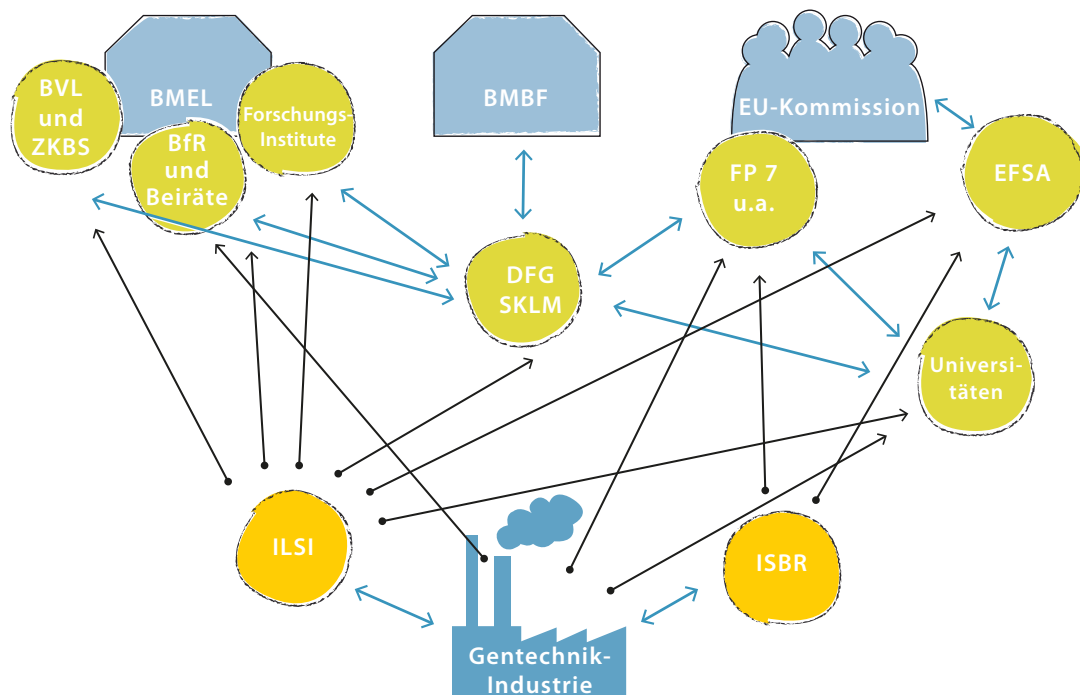 BVL
und
ZKBS
BMEL
Forschungs-
Institute
BfR
und
Beiräte
BMBF
EU-Kommission
FP 7
u.a.
EFSA
DFG
SKLM
Universi-
täten
ILSI
ISBR
Gentechnik-
Industrie